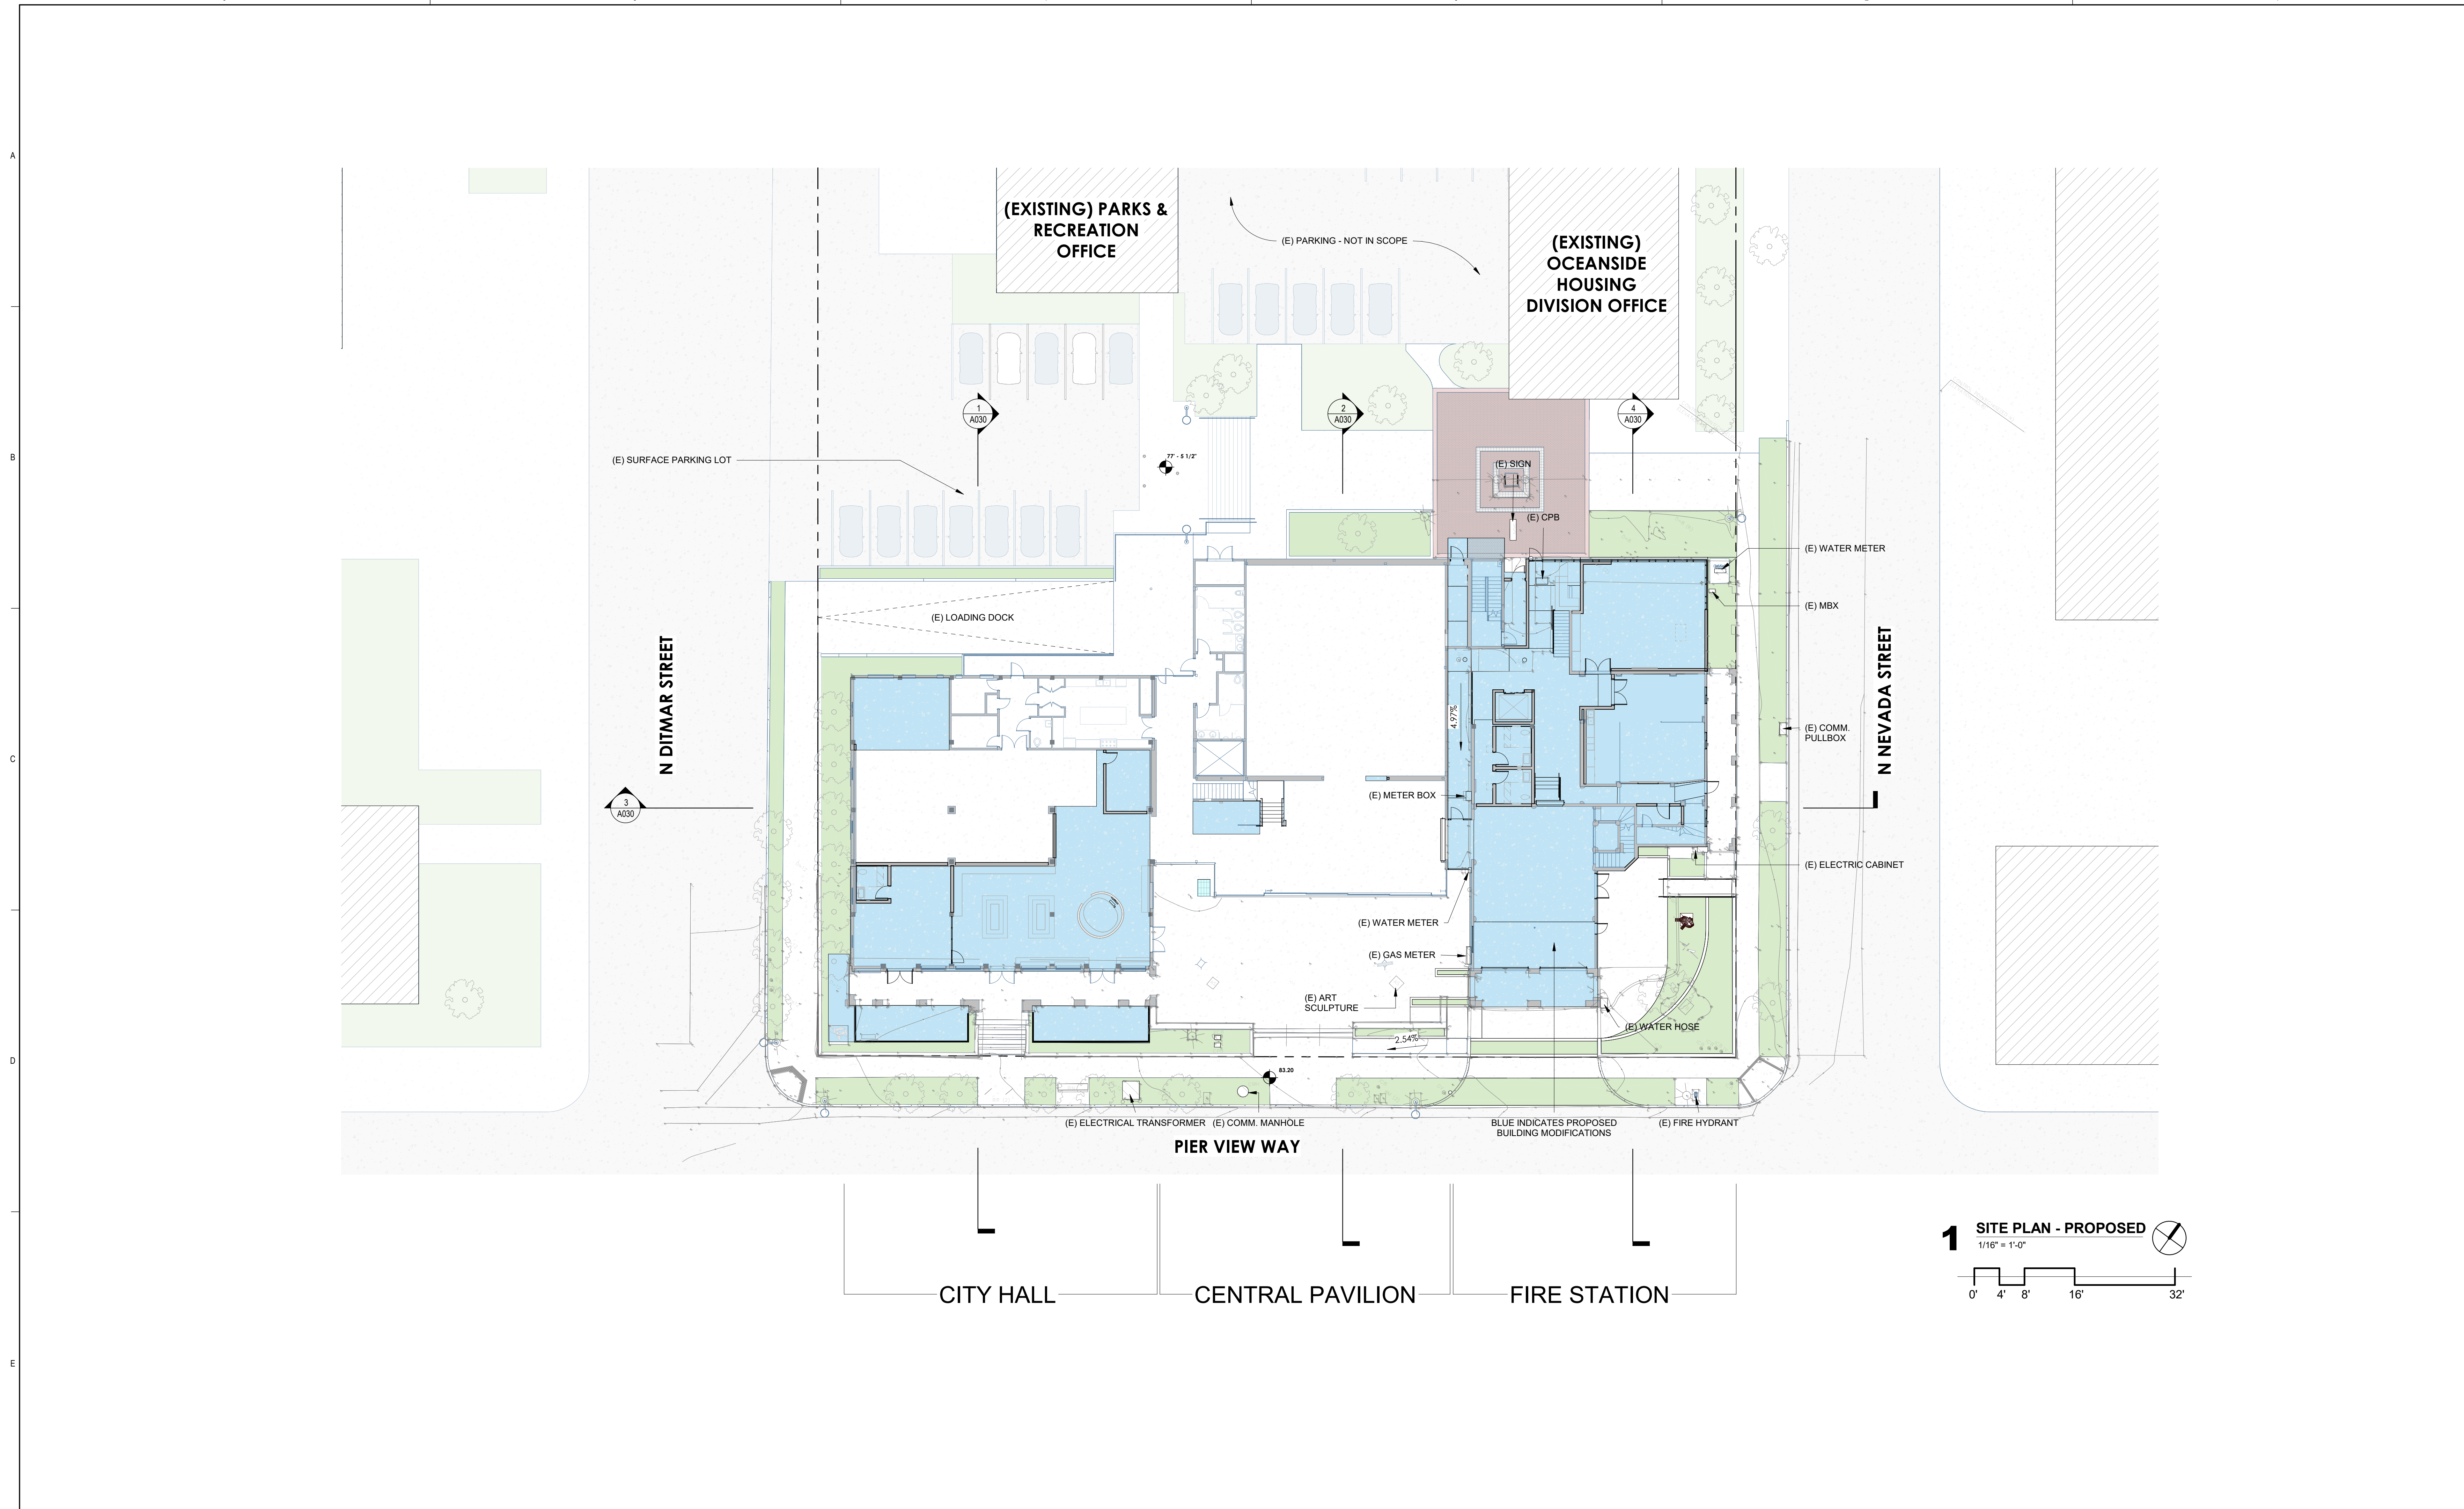 A
(EXISTING) PARKS &
RECREATION
OFFICE
(E) PARKING - NOT IN SCOPE
(EXISTING)
OCEANSIDE
HOUSING
DIVISION OFFICE
1
A030
2
A030
4
A030
B
(E) SURFACE PARKING LOT
77' - 5 1/2"
(E) SIGN
(E) CPB
(E) WATER METER
(E) MBX
(E) LOADING DOCK
N DITMAR STREET
N NEVADA STREET
4.97%
(E) COMM.
PULLBOX
C
(E) METER BOX
3
A030
(E) ELECTRIC CABINET
(E) WATER METER
(E) GAS METER
(E) ART
SCULPTURE
(E) WATER HOSE
2.54%
D
83.20
(E) ELECTRICAL TRANSFORMER
(E) COMM. MANHOLE
BLUE INDICATES PROPOSED
BUILDING MODIFICATIONS
(E) FIRE HYDRANT
PIER VIEW WAY
CITY HALL
CENTRAL PAVILION
FIRE STATION
1
SITE PLAN - PROPOSED
1/16" = 1'-0"
0' 4' 8' 16' 32'
E